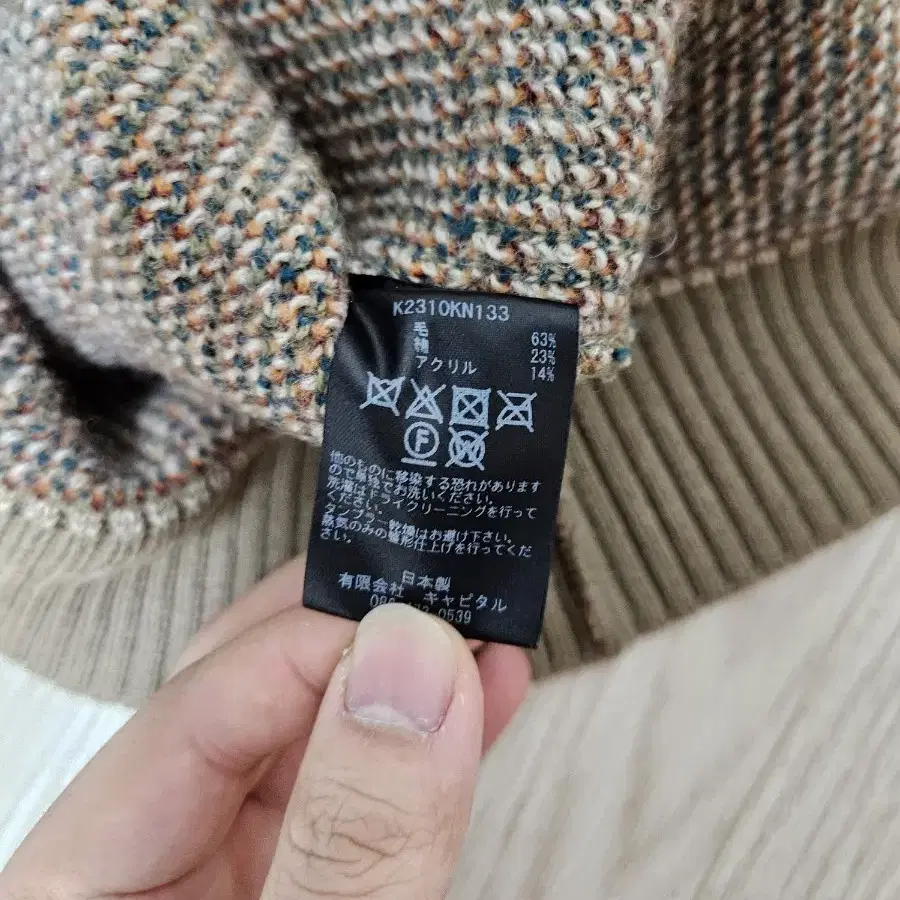 K2310KN133
毛 63%
綿 23%
アクリル 14%
F W
他のものに移染する恐れがあります
ので単独でお洗いください。
洗濯はドライクリーニングを行って
ください。
タンブラー乾燥はお避け下さい。
蒸気のみの整形仕上げを行ってくだ
さい。
日本製
有限会社 キャピタル
0539